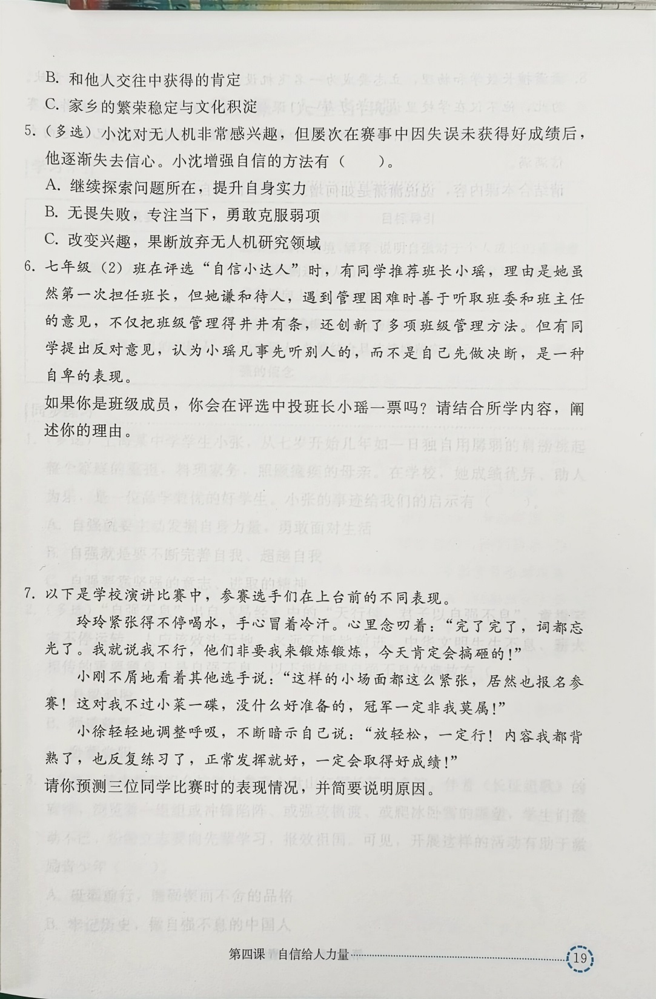 B. 和他人交往中获得的肯定
C. 家乡的繁荣稳定与文化积淀
5.（多选）小沈对无人机非常感兴趣，但屡次在赛事中因失误未获得好成绩后，
他逐渐失去信心。小沈增强自信的方法有（　　）。
A. 继续探索问题所在，提升自身实力
B. 无畏失败，专注当下，勇敢克服弱项
C. 改变兴趣，果断放弃无人机研究领域
6. 七年级（2）班在评选“自信小达人”时，有同学推荐班长小瑶，理由是她虽
然第一次担任班长，但她谦和待人，遇到管理困难时善于听取班委和班主任
的意见，不仅把班级管理得井井有条，还创新了多项班级管理方法。但有同
学提出反对意见，认为小瑶凡事先听别人的，而不是自己先做决断，是一种
自卑的表现。
如果你是班级成员，你会在评选中投班长小瑶一票吗？请结合所学内容，阐
述你的理由。
7. 以下是学校演讲比赛中，参赛选手们在上台前的不同表现。
玲玲紧张得不停喝水，手心冒着冷汗。心里念叨着：“完了完了，词都忘
光了。我就说我不行，他们非要我来锻炼锻炼，今天肯定会搞砸的！”
小刚不屑地看着其他选手说：“这样的小场面都这么紧张，居然也报名参
赛！这对我不过小菜一碟，没什么好准备的，冠军一定非我莫属！”
小徐轻轻地调整呼吸，不断暗示自己说：“放轻松，一定行！内容我都背
熟了，也反复练习了，正常发挥就好，一定会取得好成绩！”
请你预测三位同学比赛时的表现情况，并简要说明原因。
第四课　自信给人力量
19